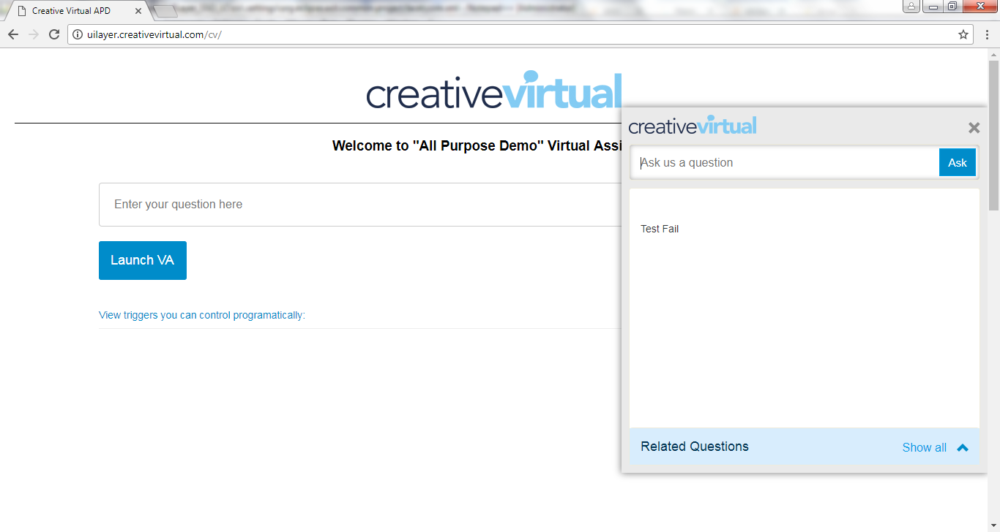 Creative Virtual APD
uilayer.creativevirtual.com/cv/
creativevirtual
Welcome to "All Purpose Demo" Virtual Assi
Enter your question here
Launch VA
View triggers you can control programatically:
creativevirtual
Ask us a question
Ask
Test Fail
Related Questions
Show all